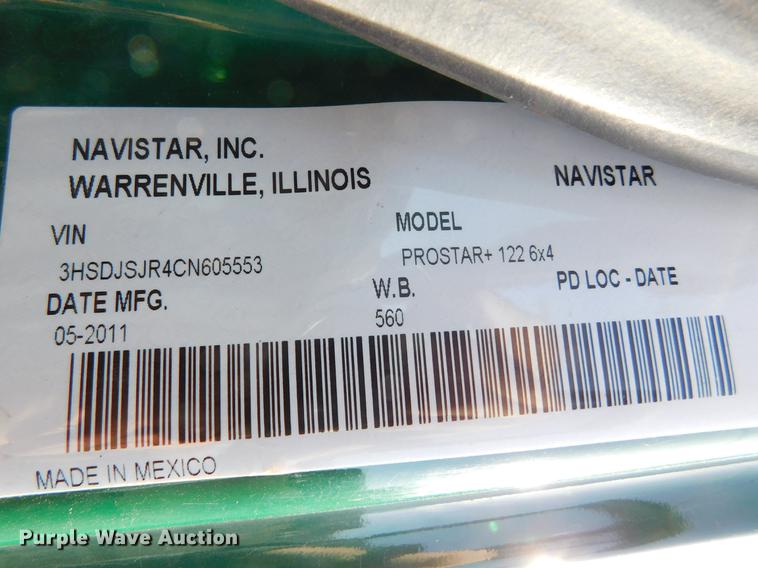 NAVISTAR, INC.
WARRENVILLE, ILLINOIS
NAVISTAR
VIN
MODEL
3HSDJSJR4CN605553
PROSTAR+ 122 6x4
DATE MFG.
W.B.
PD LOC - DATE
05-2011
560
MADE IN MEXICO
Purple Wave Auction